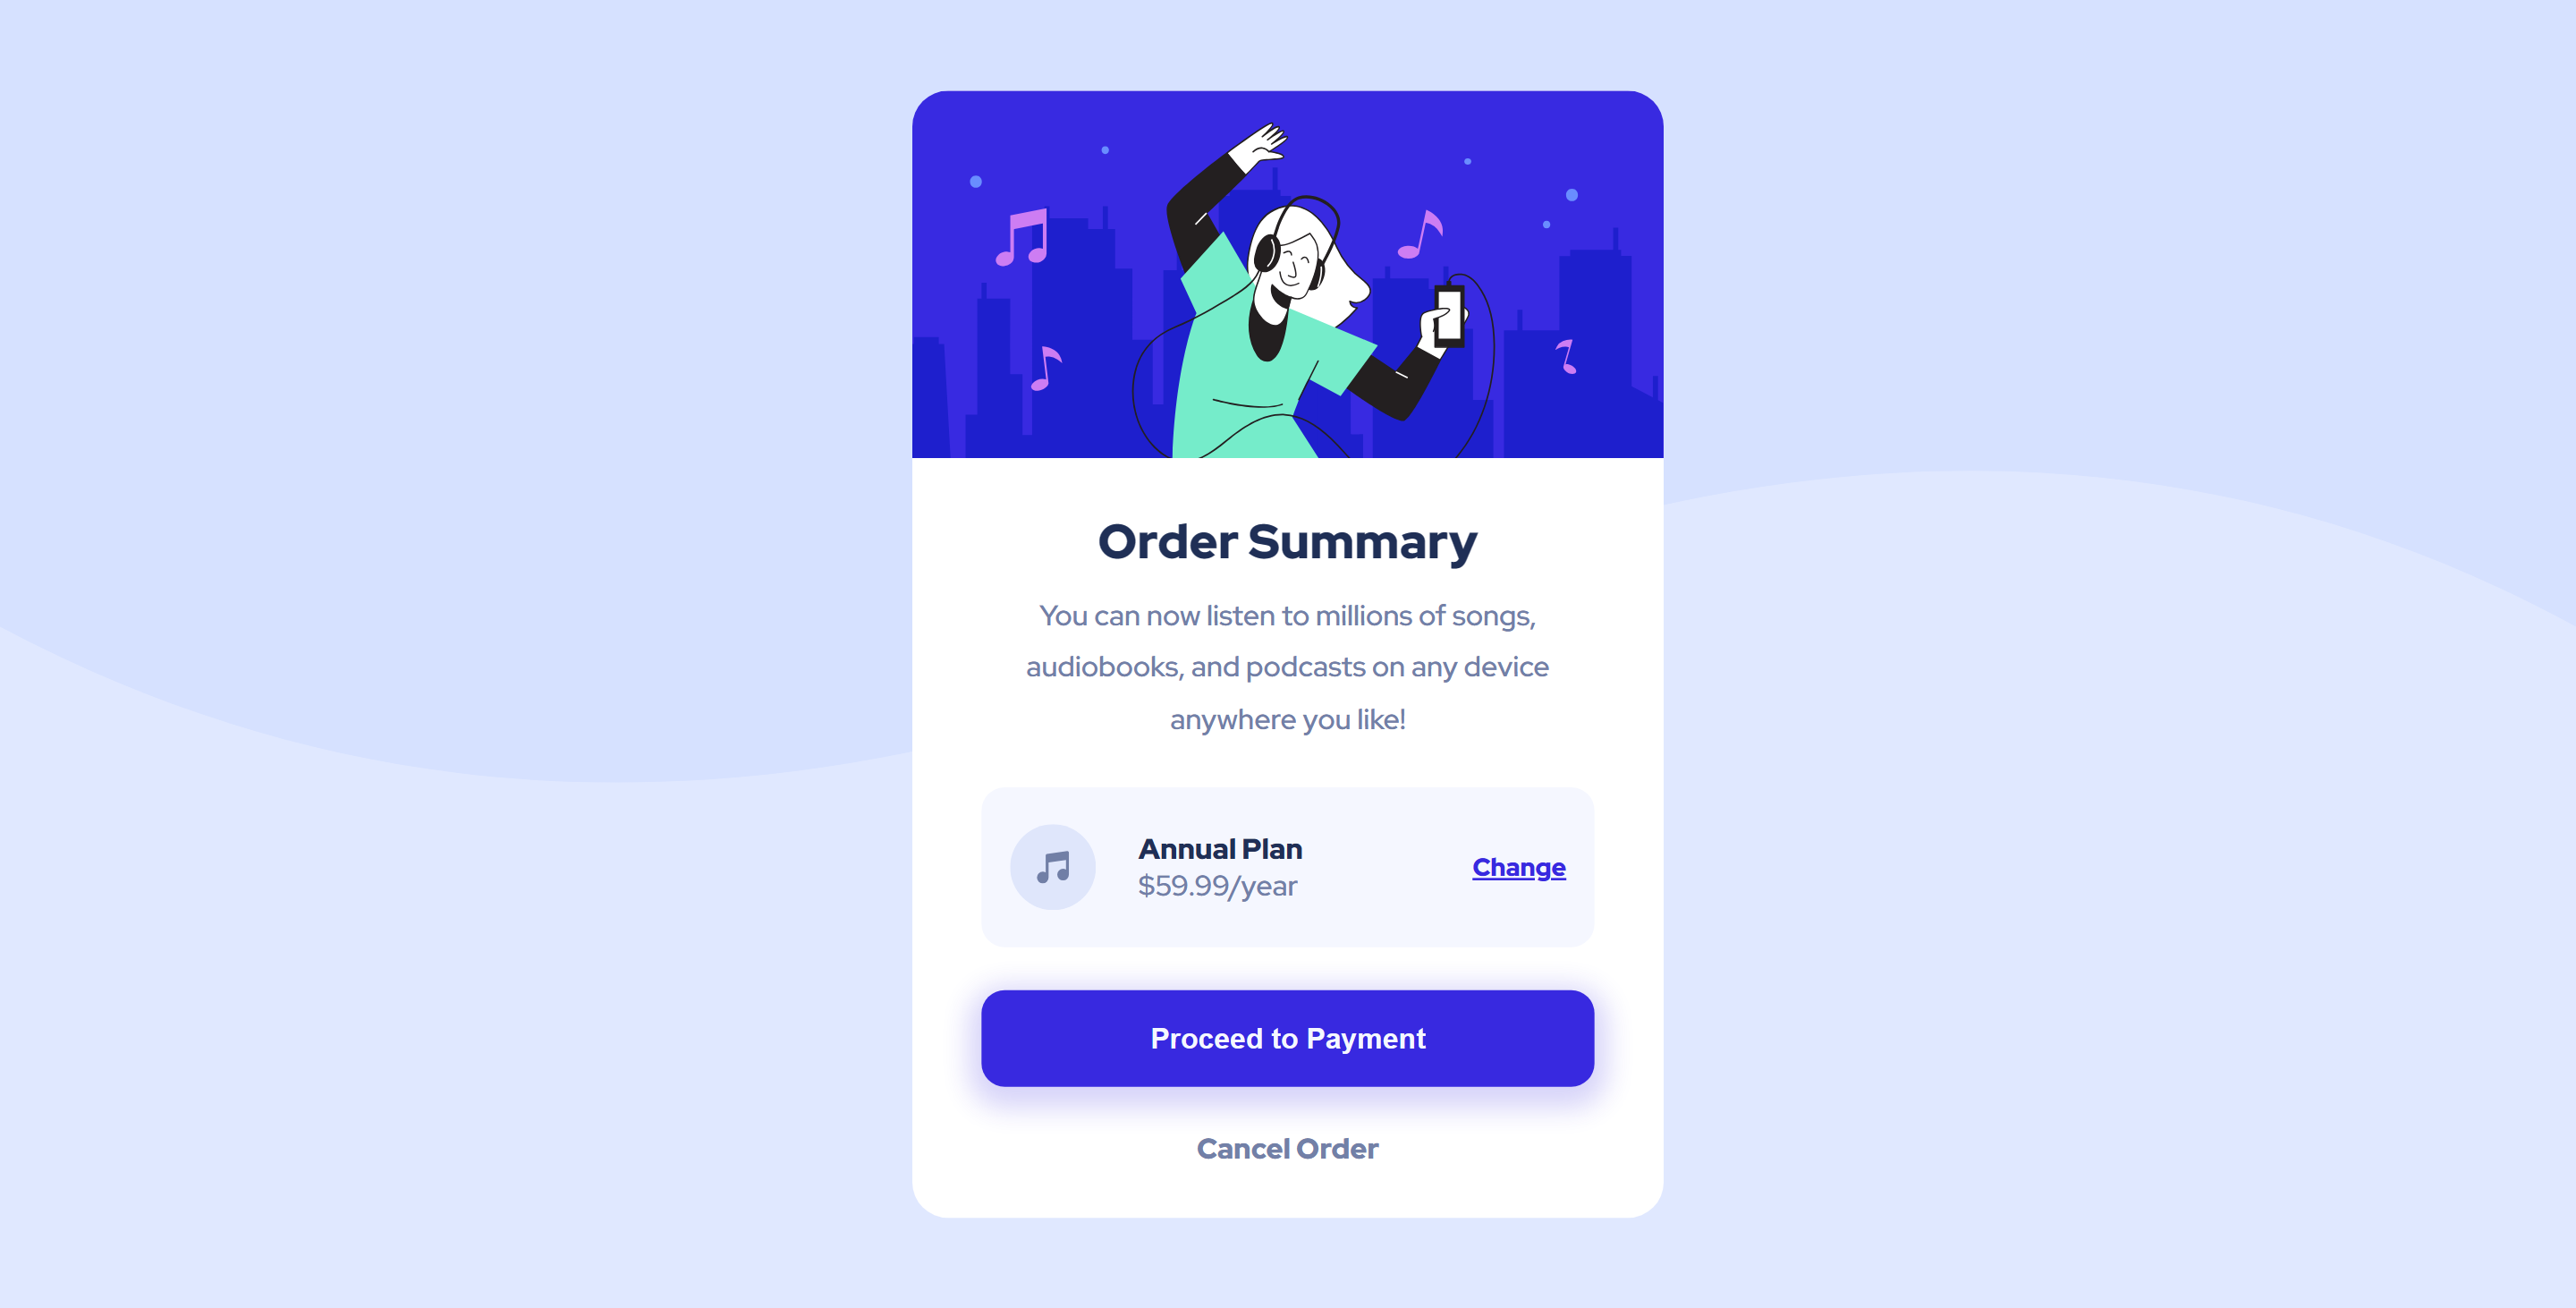 Order Summary
You can now listen to millions of songs,
audiobooks, and podcasts on any device
anywhere you like!
Annual Plan
$59.99/year
Change
Proceed to Payment
Cancel Order